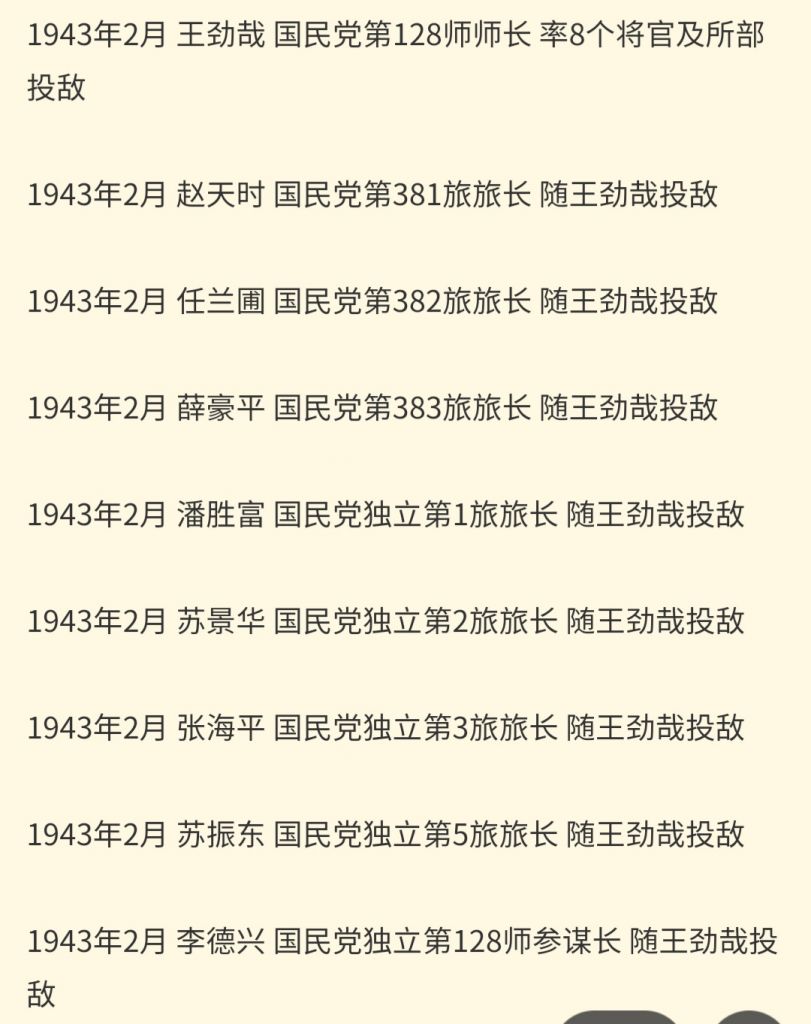 1943年2月 王劲哉 国民党第128师师长 率8个将官及所部
投敌
1943年2月 赵天时 国民党第381旅旅长 随王劲哉投敌
1943年2月 任兰圃 国民党第382旅旅长 随王劲哉投敌
1943年2月 薛豪平 国民党第383旅旅长 随王劲哉投敌
1943年2月 潘胜富 国民党独立第1旅旅长 随王劲哉投敌
1943年2月 苏景华 国民党独立第2旅旅长 随王劲哉投敌
1943年2月 张海平 国民党独立第3旅旅长 随王劲哉投敌
1943年2月 苏振东 国民党独立第5旅旅长 随王劲哉投敌
1943年2月 李德兴 国民党独立第128师参谋长 随王劲哉投
敌